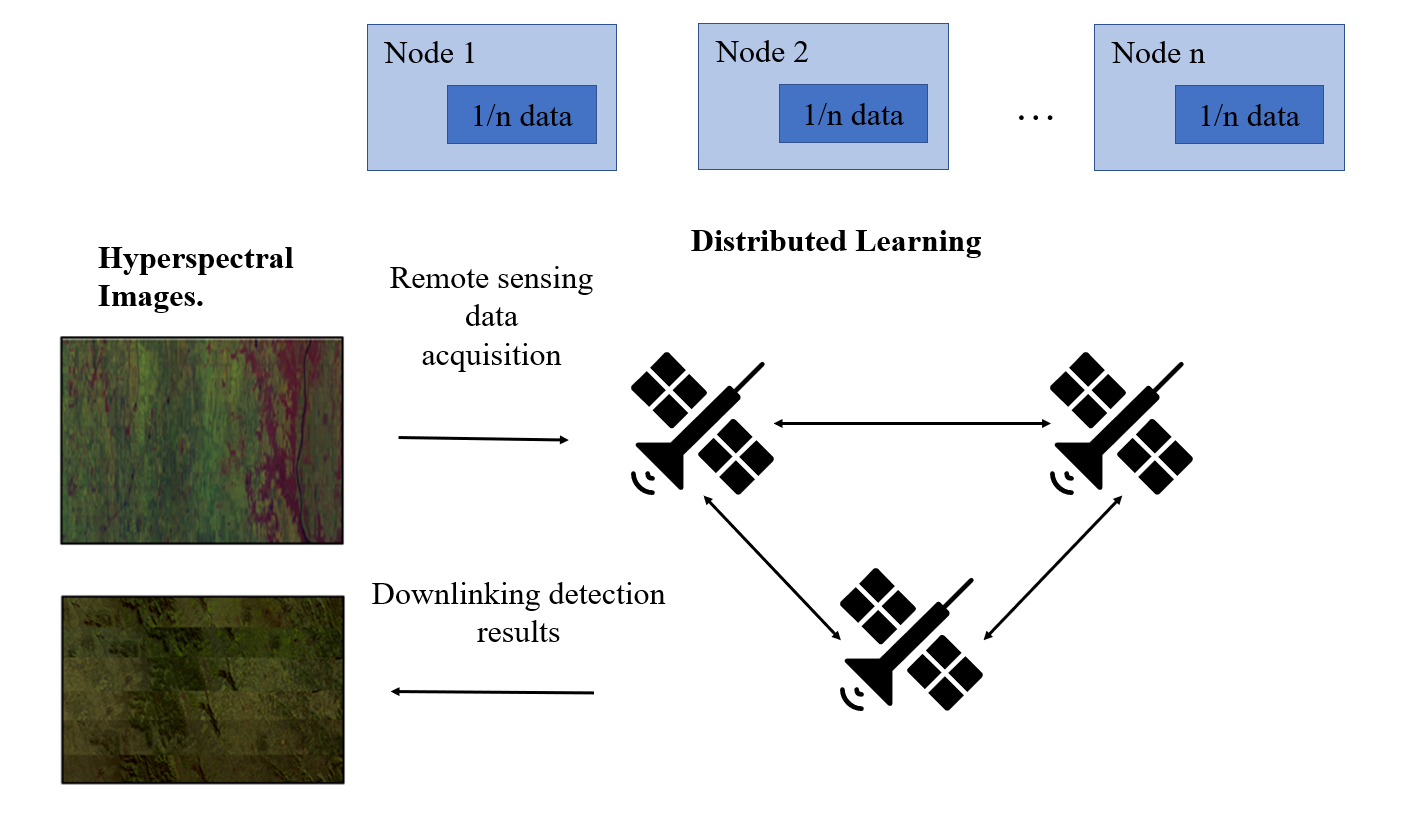 Node 1
1/n data
Node 2
1/n data
...
Node n
1/n data
Distributed Learning
Hyperspectral
Images.
Remote sensing
data
acquisition
Downlinking detection
results